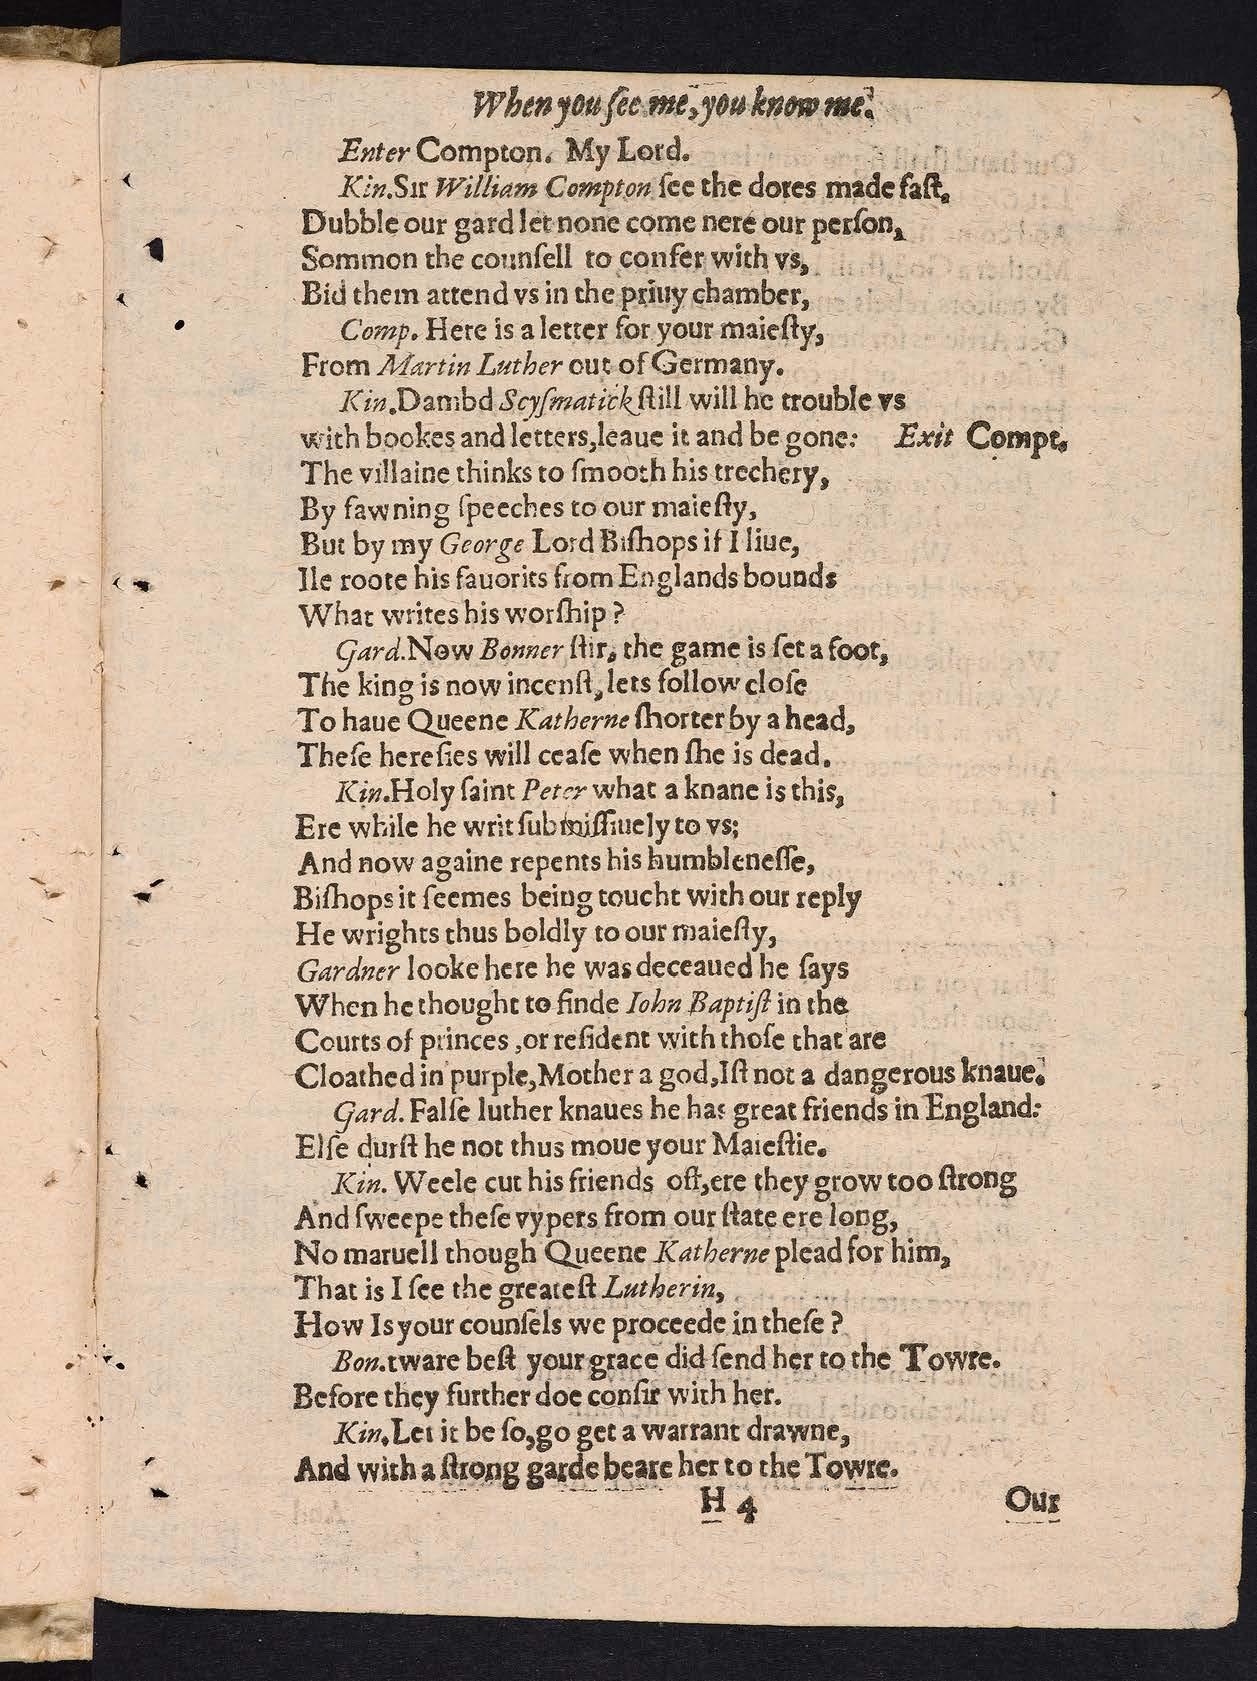 When you ſee me, you know me.
Enter Compton. My Lord.
Kin. Sir William Compton ſee the dores made faſt,
Dubble our gard let none come nere our perſon,
Sommon the counſell to confer with vs,
Bid them attend vs in the priuy chamber,
Comp. Here is a letter for your maieſty,
From Martin Luther out of Germany.
Kin. Dambd Scyſmatick ſtill will he trouble vs
with bookes and letters, leaue it and be gone: Exit Compt.
The villaine thinks to ſmooth his trechery,
By fawning ſpeeches to our maieſty,
But by my George Lord Biſhops if I liue,
Ile roote his fauorits from Englands bounds
What writes his worſhip?
Gard. Now Bonner ſtir, the game is ſet a foot,
The king is now incenſt, lets follow cloſe
To haue Queene Katherne ſhorter by a head,
Theſe hereſies will ceaſe when ſhe is dead.
Kin. Holy ſaint Peter what a knane is this,
Ere while he writ ſubmiſſiuely to vs;
And now againe repents his humbleneſſe,
Biſhops it ſeemes being toucht with our reply
He wrights thus boldly to our maieſty,
Gardner looke here he was deceaued he ſays
When he thought to finde Iohn Baptiſt in the
Courts of princes, or reſident with thoſe that are
Cloathed in purple, Mother a god, Iſt not a dangerous knaue.
Gard. Falſe luther knaues he has great friends in England:
Elſe durſt he not thus moue your Maieſtie.
Kin. Weele cut his friends off, ere they grow too ſtrong
And ſweepe theſe vypers from our ſtate ere long,
No maruell though Queene Katherne plead for him,
That is I ſee the greateſt Lutherin,
How Is your counſels we proceede in theſe?
Bon. tware beſt your grace did ſend her to the Towre.
Before they further doe confir with her.
Kin. Let it be ſo, go get a warrant drawne,
And with a ſtrong garde beare her to the Towre.
H 4 Our